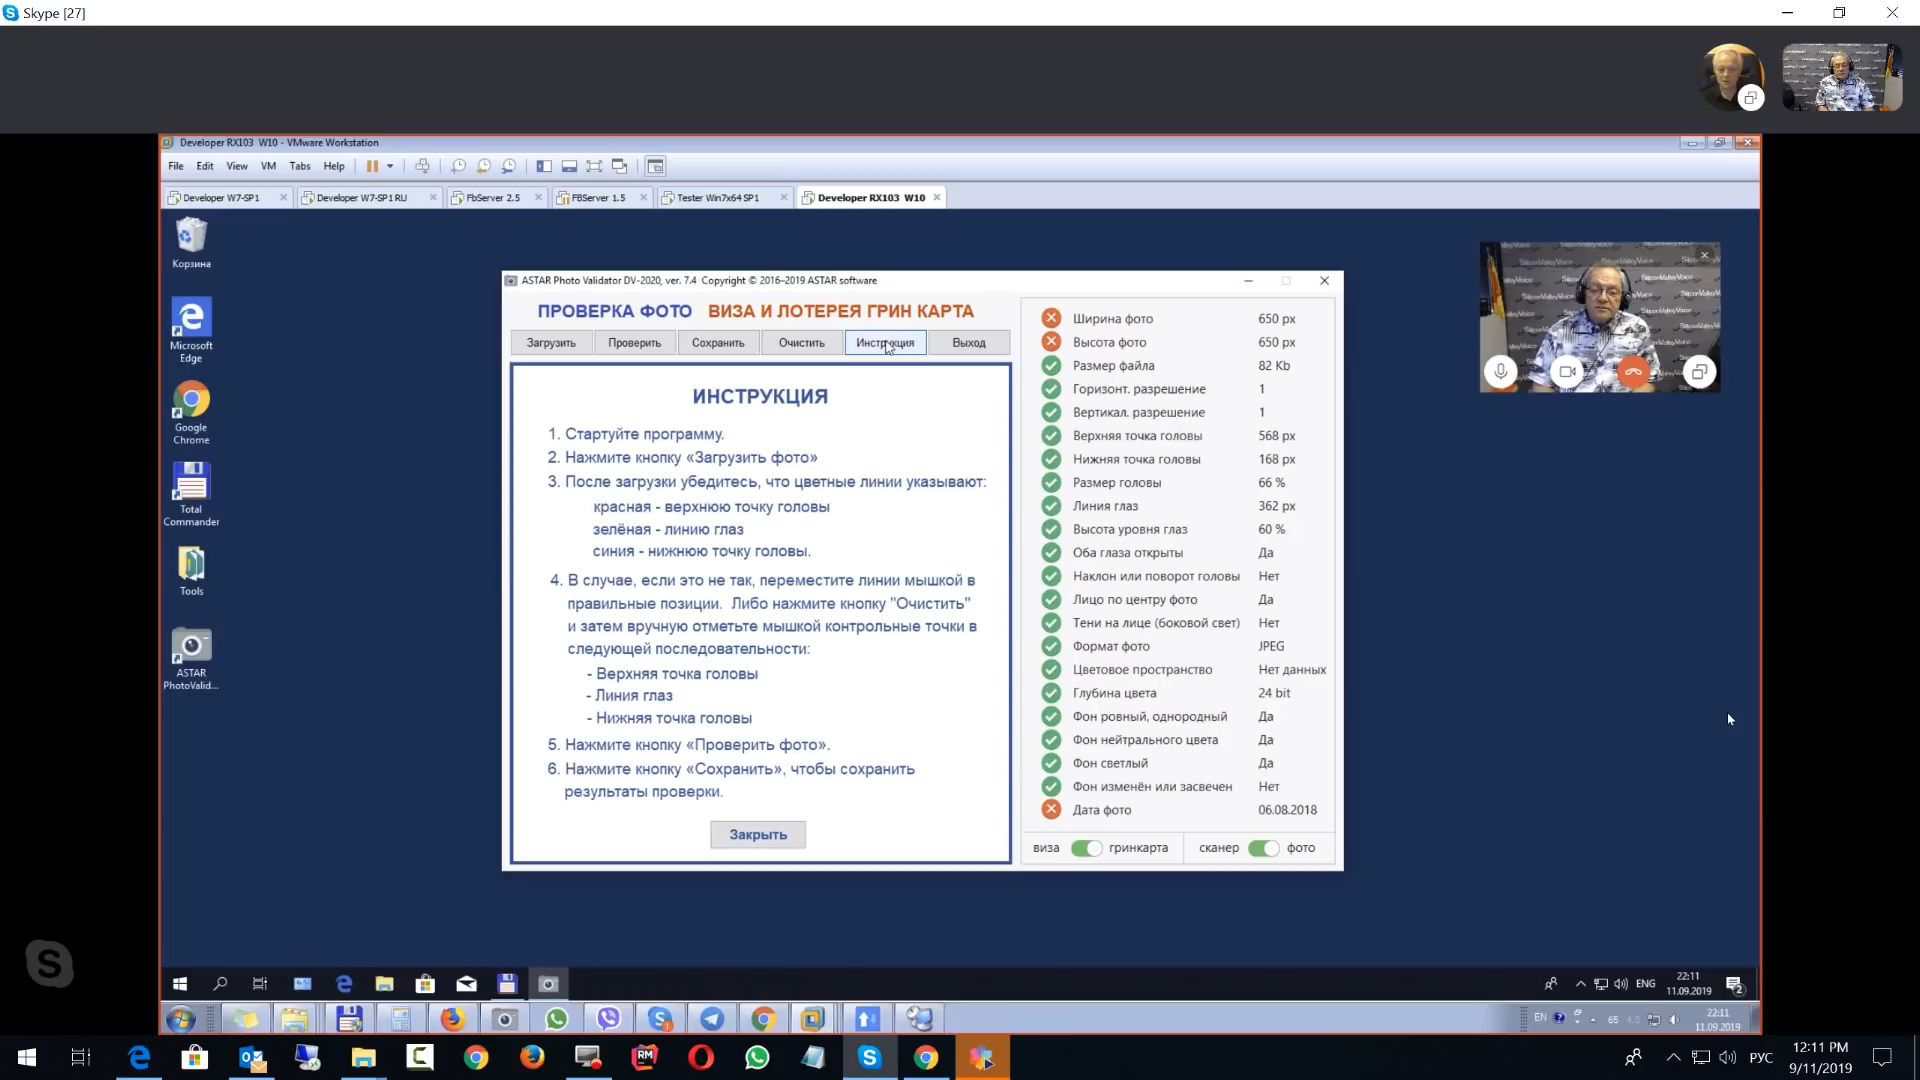 Skype [27]
Developer RX103 W10 - VMware Workstation
File Edit View VM Tabs Help
Developer W7-SP1
Developer W7-SP1 RU
FbServer 2.5
FBServer 1.5
Tester Win7x64 SP1
Developer RX103 W10
Корзина
Microsoft
Edge
Google
Chrome
Total
Commander
Tools
ASTAR
PhotoValid...
ASTAR Photo Validator DV-2020, ver. 7.4 Copyright © 2016–2019 ASTAR software
ПРОВЕРКА ФОТО ВИЗА И ЛОТЕРЕЯ ГРИН КАРТА
Загрузить Проверить Сохранить Очистить Инструкция Выход
ИНСТРУКЦИЯ
1. Стартуйте программу.
2. Нажмите кнопку «Загрузить фото»
3. После загрузки убедитесь, что цветные линии указывают:
красная - верхнюю точку головы
зелёная - линию глаз
синия - нижнюю точку головы.
4. В случае, если это не так, переместите линии мышкой в
правильные позиции. Либо нажмите кнопку "Очистить"
и затем вручную отметьте мышкой контрольные точки в
следующей последовательности:
- Верхняя точка головы
- Линия глаз
- Нижняя точка головы
5. Нажмите кнопку «Проверить фото».
6. Нажмите кнопку «Сохранить», чтобы сохранить
результаты проверки.
Закрыть
Ширина фото 650 px
Высота фото 650 px
Размер файла 82 Kb
Горизонт. разрешение 1
Вертикал. разрешение 1
Верхняя точка головы 568 px
Нижняя точка головы 168 px
Размер головы 66 %
Линия глаз 362 px
Высота уровня глаз 60 %
Оба глаза открыты Да
Наклон или поворот головы Нет
Лицо по центру фото Да
Тени на лице (боковой свет) Нет
Формат фото JPEG
Цветовое пространство Нет данных
Глубина цвета 24 bit
Фон ровный, однородный Да
Фон нейтрального цвета Да
Фон светлый Да
Фон изменён или засвечен Нет
Дата фото 06.08.2018
виза гринкарта сканер фото
SiliconValleyVoice
ENG
22:11
11.09.2019
2
EN
65
22:11
11.09.2019
РУС
12:11 PM
9/11/2019